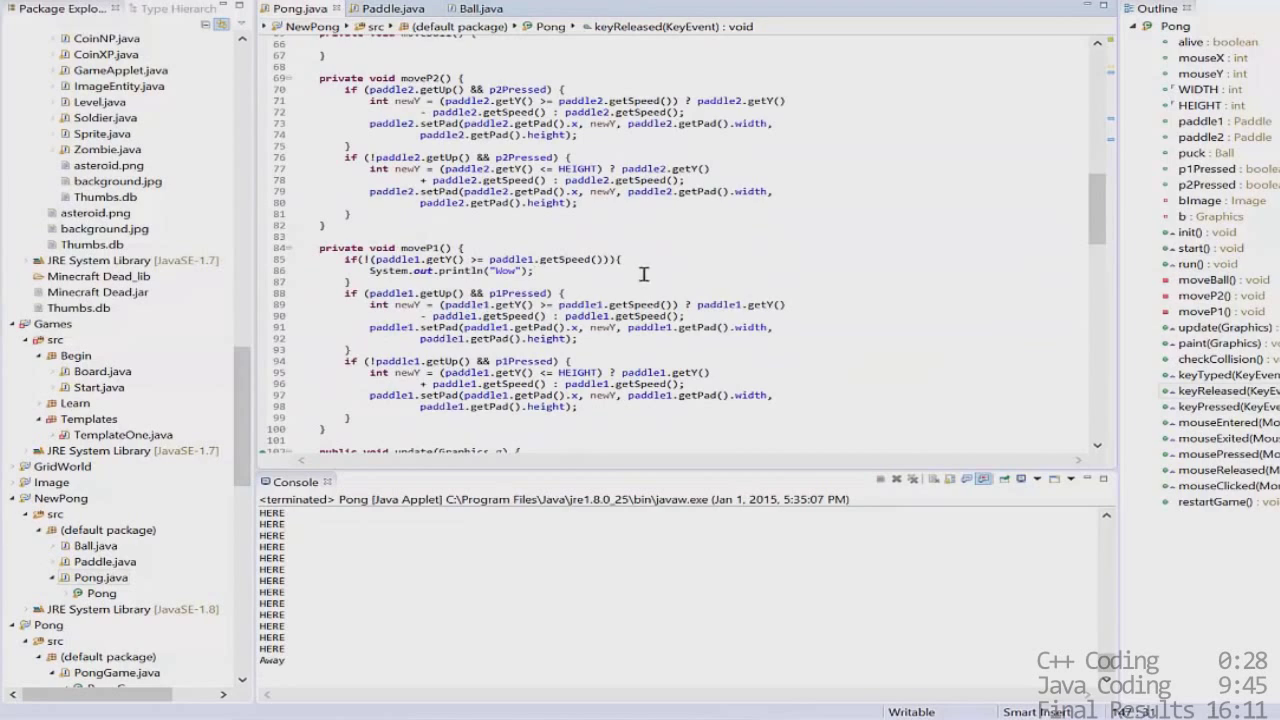 Package Explo...
Type Hierarch
CoinNP.java
CoinXP.java
GameApplet.java
ImageEntity.java
Level.java
Soldier.java
Sprite.java
Zombie.java
asteroid.png
background.jpg
Thumbs.db
asteroid.png
background.jpg
Thumbs.db
JRE System Library [JavaSE-1.7]
Minecraft Dead_lib
Minecraft Dead.jar
Thumbs.db
Games
src
Begin
Board.java
Start.java
Learn
Templates
TemplateOne.java
JRE System Library [JavaSE-1.7]
GridWorld
Image
NewPong
src
(default package)
Ball.java
Paddle.java
Pong.java
Pong
JRE System Library [JavaSE-1.8]
Pong
src
(default package)
PongGame.java
Pong.java
Paddle.java
Ball.java
NewPong
src
(default package)
Pong
keyReleased(KeyEvent) : void
66
67 }
68
69 private void moveP2() {
70 if (paddle2.getUp() && p2Pressed) {
71 int newY = (paddle2.getY() >= paddle2.getSpeed()) ? paddle2.getY()
72 - paddle2.getSpeed() : paddle2.getSpeed();
73 paddle2.setPad(paddle2.getPad().x, newY, paddle2.getPad().width,
74 paddle2.getPad().height);
75 }
76 if (!paddle2.getUp() && p2Pressed) {
77 int newY = (paddle2.getY() <= HEIGHT) ? paddle2.getY()
78 + paddle2.getSpeed() : paddle2.getSpeed();
79 paddle2.setPad(paddle2.getPad().x, newY, paddle2.getPad().width,
80 paddle2.getPad().height);
81 }
82 }
83
84 private void moveP1() {
85 if(!(paddle1.getY() >= paddle1.getSpeed())){
86 System.out.println("Wow");
87 }
88 if (paddle1.getUp() && p1Pressed) {
89 int newY = (paddle1.getY() >= paddle1.getSpeed()) ? paddle1.getY()
90 - paddle1.getSpeed() : paddle1.getSpeed();
91 paddle1.setPad(paddle1.getPad().x, newY, paddle1.getPad().width,
92 paddle1.getPad().height);
93 }
94 if (!paddle1.getUp() && p1Pressed) {
95 int newY = (paddle1.getY() <= HEIGHT) ? paddle1.getY()
96 + paddle1.getSpeed() : paddle1.getSpeed();
97 paddle1.setPad(paddle1.getPad().x, newY, paddle1.getPad().width,
98 paddle1.getPad().height);
99 }
100 }
101
102 public void update(Graphics g) {
Console
<terminated> Pong [Java Applet] C:\Program Files\Java\jre1.8.0_25\bin\javaw.exe (Jan 1, 2015, 5:35:07 PM)
HERE
HERE
HERE
HERE
HERE
HERE
HERE
HERE
HERE
HERE
HERE
HERE
HERE
Away
Outline
Pong
alive : boolean
mouseX : int
mouseY : int
WIDTH : int
HEIGHT : int
paddle1 : Paddle
paddle2 : Paddle
puck : Ball
p1Pressed : boolea
p2Pressed : boolea
bImage : Image
b : Graphics
init() : void
start() : void
run() : void
moveBall() : void
moveP2() : void
moveP1() : void
update(Graphics) :
paint(Graphics) : vo
checkCollision() : vo
keyTyped(KeyEven
keyReleased(KeyEv
keyPressed(KeyEve
mouseEntered(Mo
mouseExited(Mou
mousePressed(Mo
mouseReleased(M
mouseClicked(Mou
restartGame() : voi
C++ Coding 0:28
Java Coding 9:45
Final Results 16:11
Writable
Smart Insert